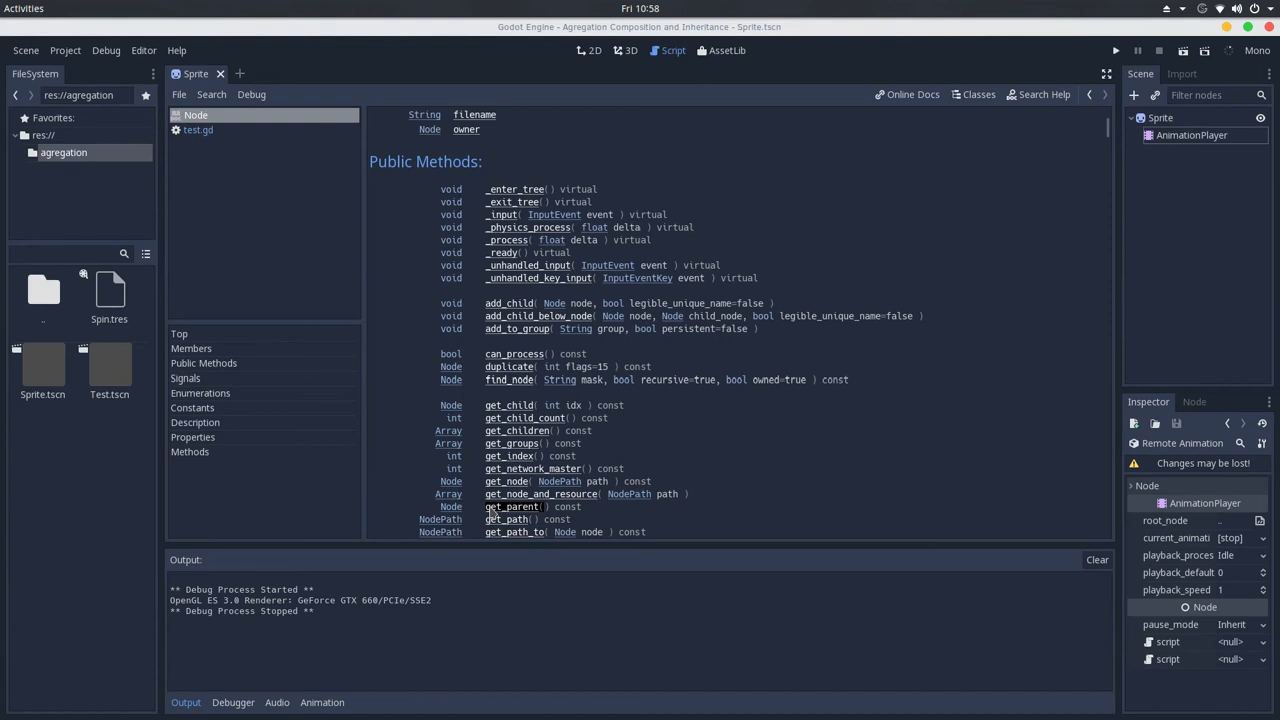 Activities
Fri 10:58
Godot Engine - Agregation Composition and Inheritance - Sprite.tscn
Scene Project Debug Editor Help
2D 3D Script AssetLib
Mono
FileSystem
res://agregation
Favorites:
res://
agregation
..
Spin.tres
Sprite.tscn
Test.tscn
Sprite
File Search Debug
Online Docs Classes Search Help
Node
test.gd
Top
Members
Public Methods
Signals
Enumerations
Constants
Description
Properties
Methods
String filename
Node owner
Public Methods:
void _enter_tree() virtual
void _exit_tree() virtual
void _input( InputEvent event ) virtual
void _physics_process( float delta ) virtual
void _process( float delta ) virtual
void _ready() virtual
void _unhandled_input( InputEvent event ) virtual
void _unhandled_key_input( InputEventKey event ) virtual
void add_child( Node node, bool legible_unique_name=false )
void add_child_below_node( Node node, Node child_node, bool legible_unique_name=false )
void add_to_group( String group, bool persistent=false )
bool can_process() const
Node duplicate( int flags=15 ) const
Node find_node( String mask, bool recursive=true, bool owned=true ) const
Node get_child( int idx ) const
int get_child_count() const
Array get_children() const
Array get_groups() const
int get_index() const
int get_network_master() const
Node get_node( NodePath path ) const
Array get_node_and_resource( NodePath path )
Node get_parent() const
NodePath get_path() const
NodePath get_path_to( Node node ) const
Output:
Clear
** Debug Process Started **
OpenGL ES 3.0 Renderer: GeForce GTX 660/PCIe/SSE2
** Debug Process Stopped **
Output Debugger Audio Animation
Scene Import
Filter nodes
Sprite
AnimationPlayer
Inspector Node
Remote Animation
Changes may be lost!
Node
AnimationPlayer
root_node ..
current_animati [stop]
playback_proces Idle
playback_default 0
playback_speed 1
Node
pause_mode Inherit
script <null>
script <null>